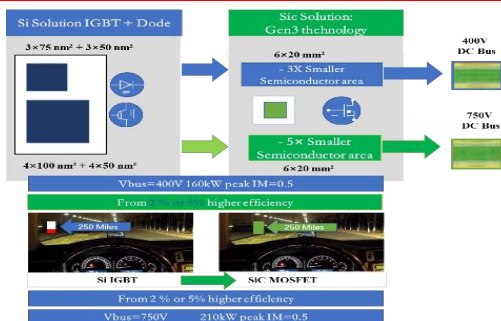 Si Solution IGBT + Dode
3×75 nm² + 3×50 nm²
4×100 nm² + 4×50 nm²
Sic Solution:
Gen3 thchnology
6×20 mm²
~ 3X Smaller
Semiconductor area
~ 5× Smaller
Semiconductor area
6×20 mm²
400V
DC Bus
750V
DC Bus
Vbus=400V 160kW peak IM=0.5
From 2 % or 5% higher efficiency
250 Miles
250 Miles
Si IGBT
SiC MOSFET
From 2 % or 5% higher efficiency
Vbus=750V 210kW peak IM=0.5